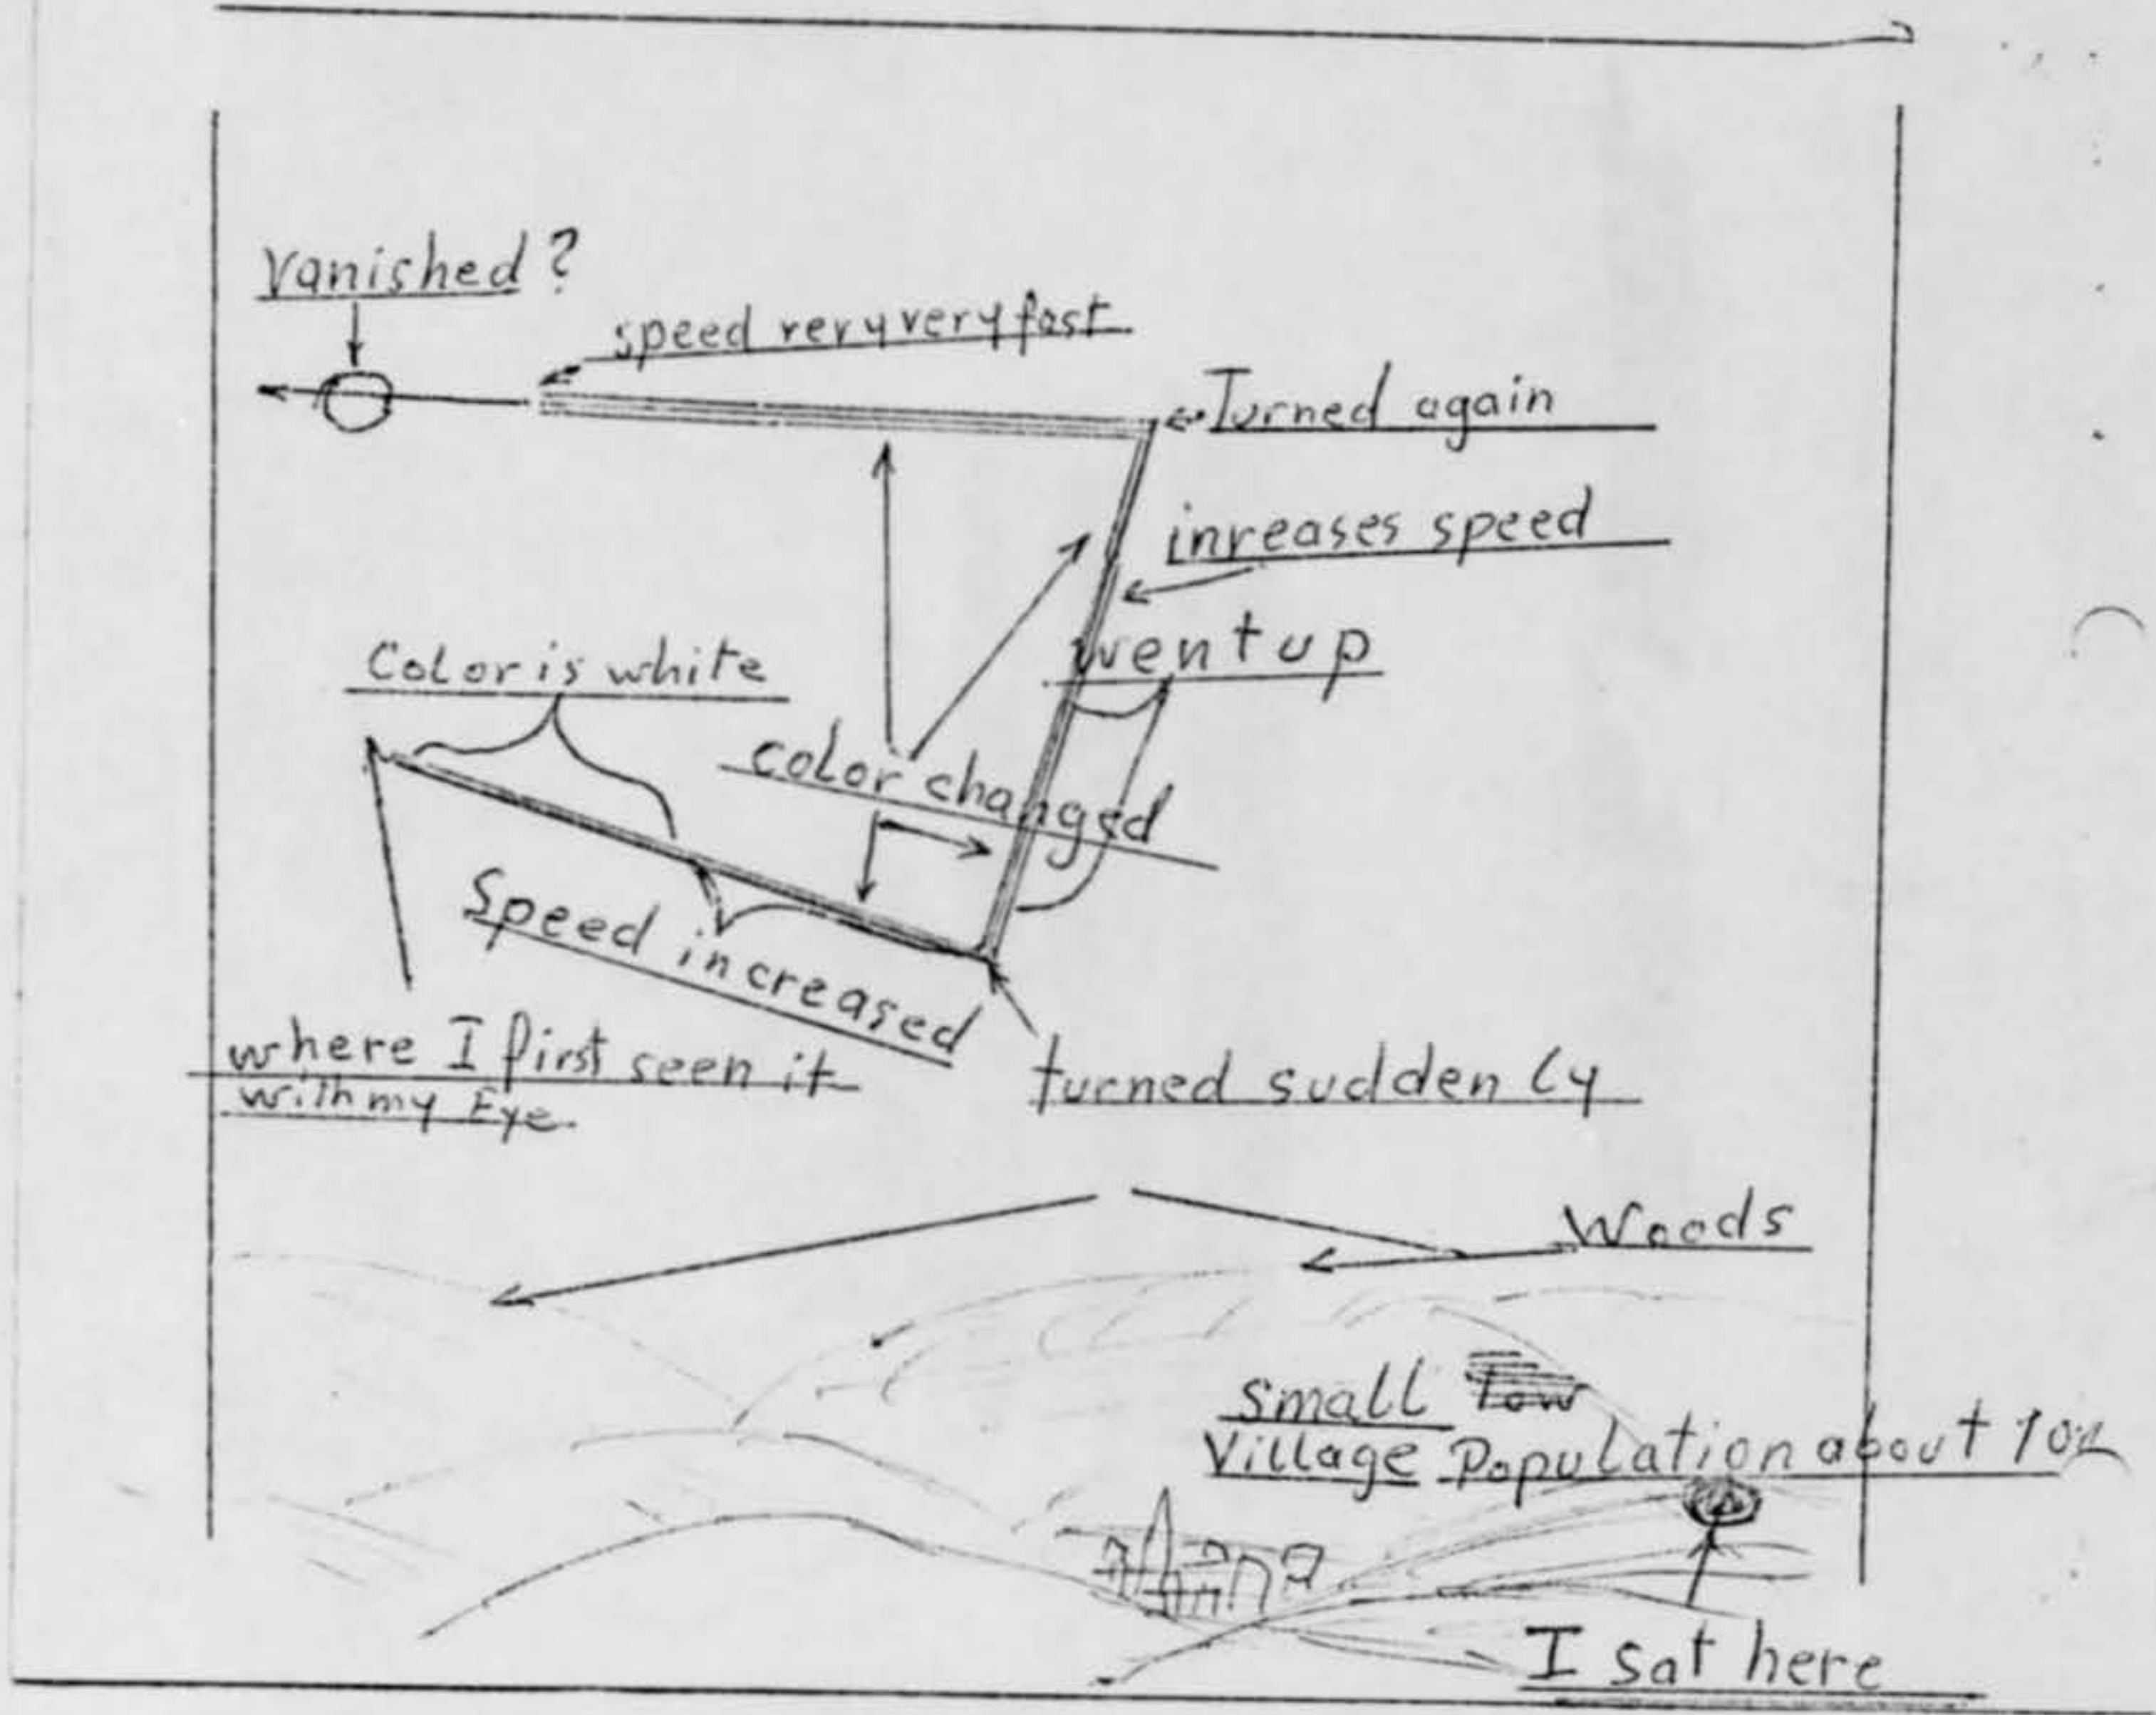 Vanished?
speed very very fast
Turned again
inreases speed
went up
Color is white
color changed
Speed increased
where I first seen it
with my Eye.
turned suddenly
Woods
small Tow
Village Population about
I sat here